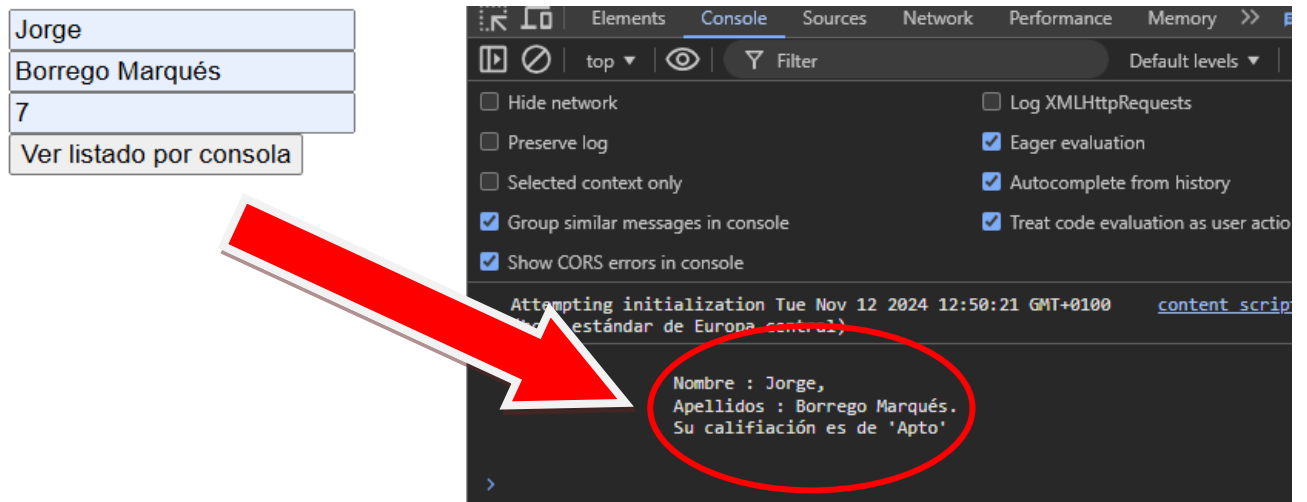 Jorge
Borrego Marqués
7
Ver listado por consola
Elements Console Sources Network Performance Memory
top Filter Default levels
Hide network Log XMLHttpRequests
Preserve log Eager evaluation
Selected context only Autocomplete from history
Group similar messages in console Treat code evaluation as user actio
Show CORS errors in console
Attempting initialization Tue Nov 12 2024 12:50:21 GMT+0100 content script
estándar de Europa central)
Nombre : Jorge,
Apellidos : Borrego Marqués.
Su califiación es de 'Apto'